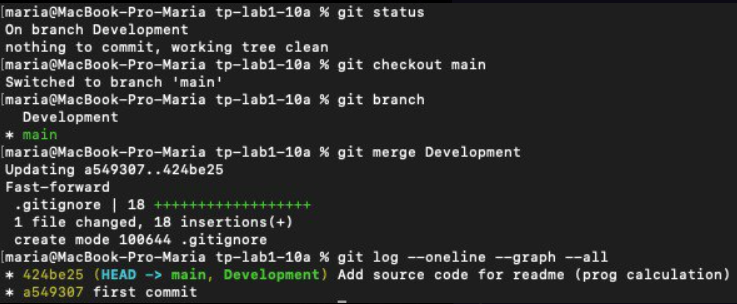 [maria@MacBook-Pro-Maria tp-lab1-10a % git status
On branch Development
nothing to commit, working tree clean
[maria@MacBook-Pro-Maria tp-lab1-10a % git checkout main
Switched to branch 'main'
[maria@MacBook-Pro-Maria tp-lab1-10a % git branch
  Development
* main
[maria@MacBook-Pro-Maria tp-lab1-10a % git merge Development
Updating a549307..424be25
Fast-forward
 .gitignore | 18 ++++++++++++++++++
 1 file changed, 18 insertions(+)
 create mode 100644 .gitignore
[maria@MacBook-Pro-Maria tp-lab1-10a % git log --oneline --graph --all
* 424be25 (HEAD -> main, Development) Add source code for readme (prog calculation)
* a549307 first commit